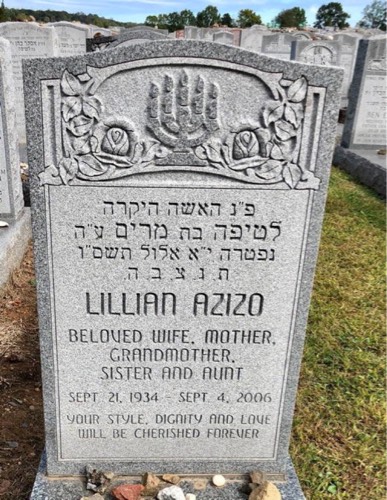 פ״נ האשה היקרה
לטיפה בת מרים ע״ה
נפטרה י״א אלול תשס״ו
ת נ צ ב ה
LILLIAN AZIZO
BELOVED WIFE, MOTHER,
GRANDMOTHER,
SISTER AND AUNT
SEPT. 21, 1934 - SEPT. 4, 2006
YOUR STYLE, DIGNITY AND LOVE
WILL BE CHERISHED FOREVER